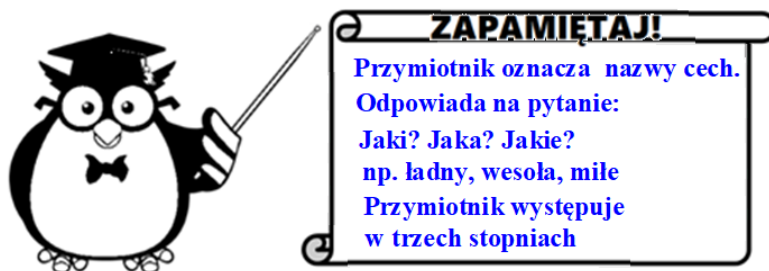 ZAPAMIĘTAJ!
Przymiotnik oznacza nazwy cech.
Odpowiada na pytanie:
Jaki? Jaka? Jakie?
np. ładny, wesoła, miłe
Przymiotnik występuje
w trzech stopniach